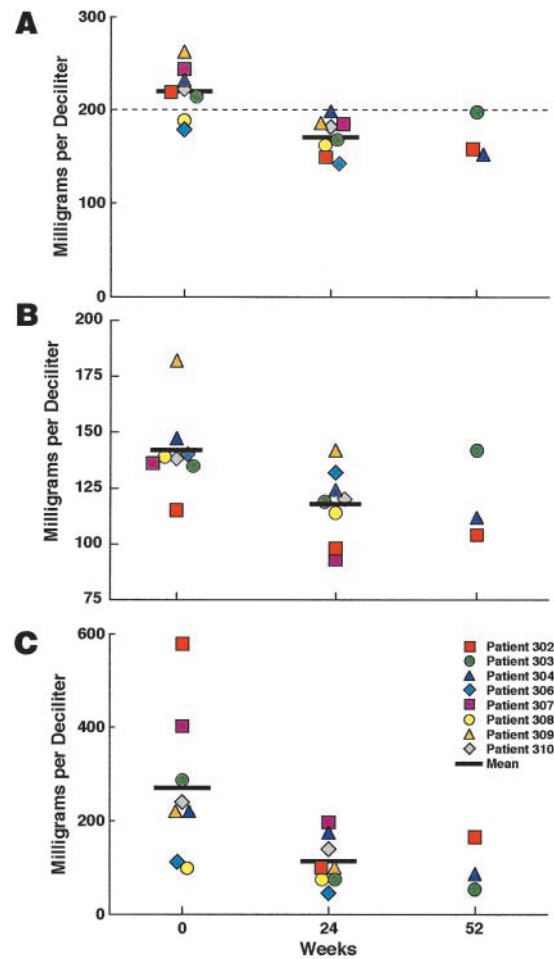 A
Milligrams per Deciliter
300
200
100
0
B
Milligrams per Deciliter
200
175
150
125
100
75
C
Milligrams per Deciliter
600
400
200
0
Patient 302
Patient 303
Patient 304
Patient 306
Patient 307
Patient 308
Patient 309
Patient 310
Mean
0 24 52
Weeks